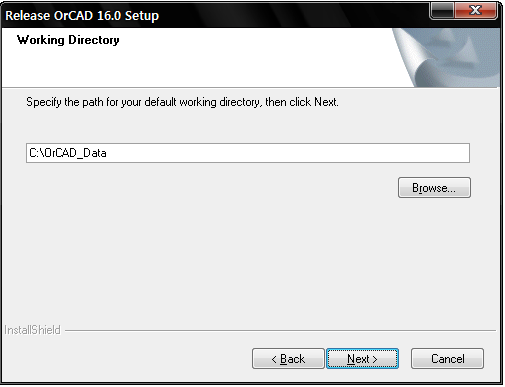 Release OrCAD 16.0 Setup
Working Directory
Specify the path for your default working directory, then click Next.
C:\OrCAD_Data
Browse...
InstallShield
< Back
Next >
Cancel